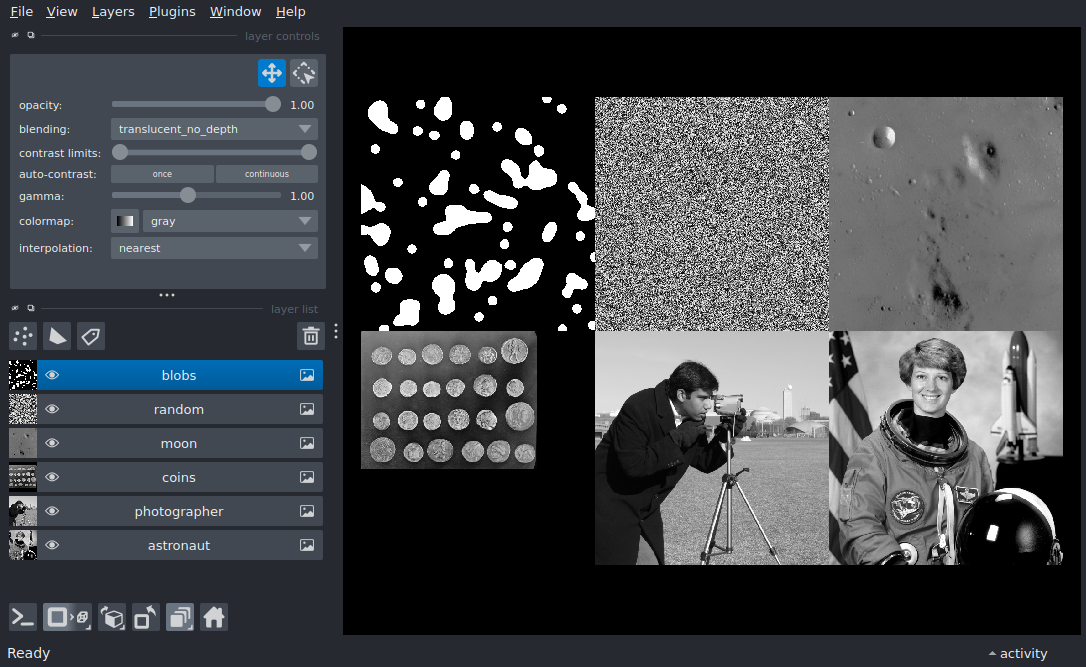 File View Layers Plugins Window Help
layer controls
opacity: 1.00
blending: translucent_no_depth
contrast limits:
auto-contrast: once continuous
gamma: 1.00
colormap: gray
interpolation: nearest
layer list
blobs
random
moon
coins
photographer
astronaut
Ready
activity